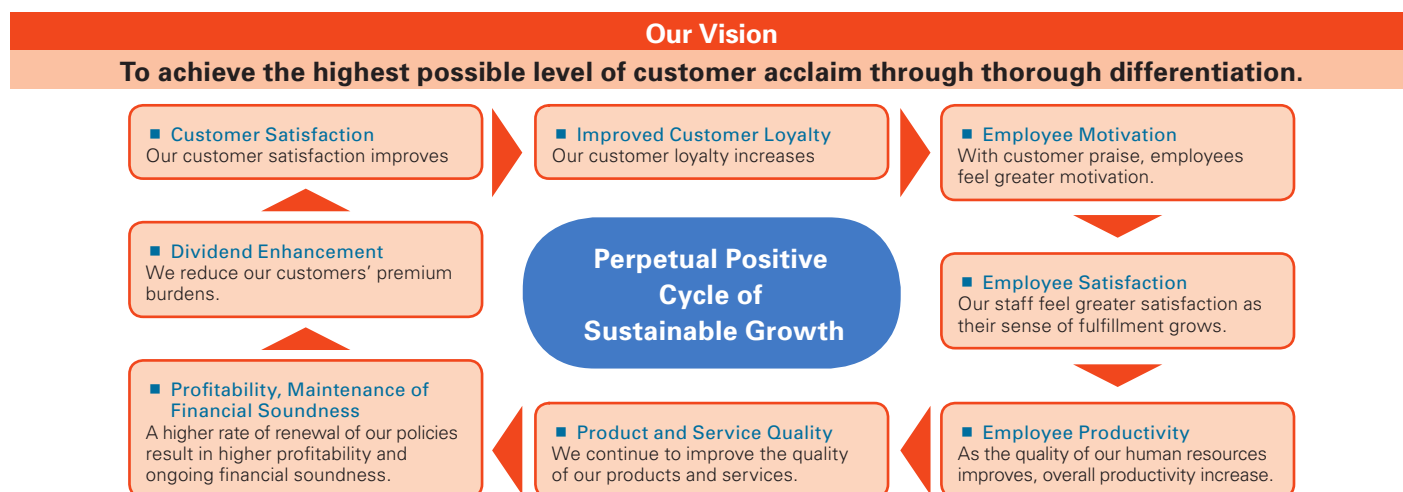 Our Vision
To achieve the highest possible level of customer acclaim through thorough differentiation.
■ Customer Satisfaction
Our customer satisfaction improves
■ Improved Customer Loyalty
Our customer loyalty increases
■ Employee Motivation
With customer praise, employees
feel greater motivation.
■ Dividend Enhancement
We reduce our customers’ premium
burdens.
Perpetual Positive
Cycle of
Sustainable Growth
■ Employee Satisfaction
Our staff feel greater satisfaction as
their sense of fulfillment grows.
■ Profitability, Maintenance of
Financial Soundness
A higher rate of renewal of our policies
result in higher profitability and
ongoing financial soundness.
■ Product and Service Quality
We continue to improve the quality
of our products and services.
■ Employee Productivity
As the quality of our human resources
improves, overall productivity increase.